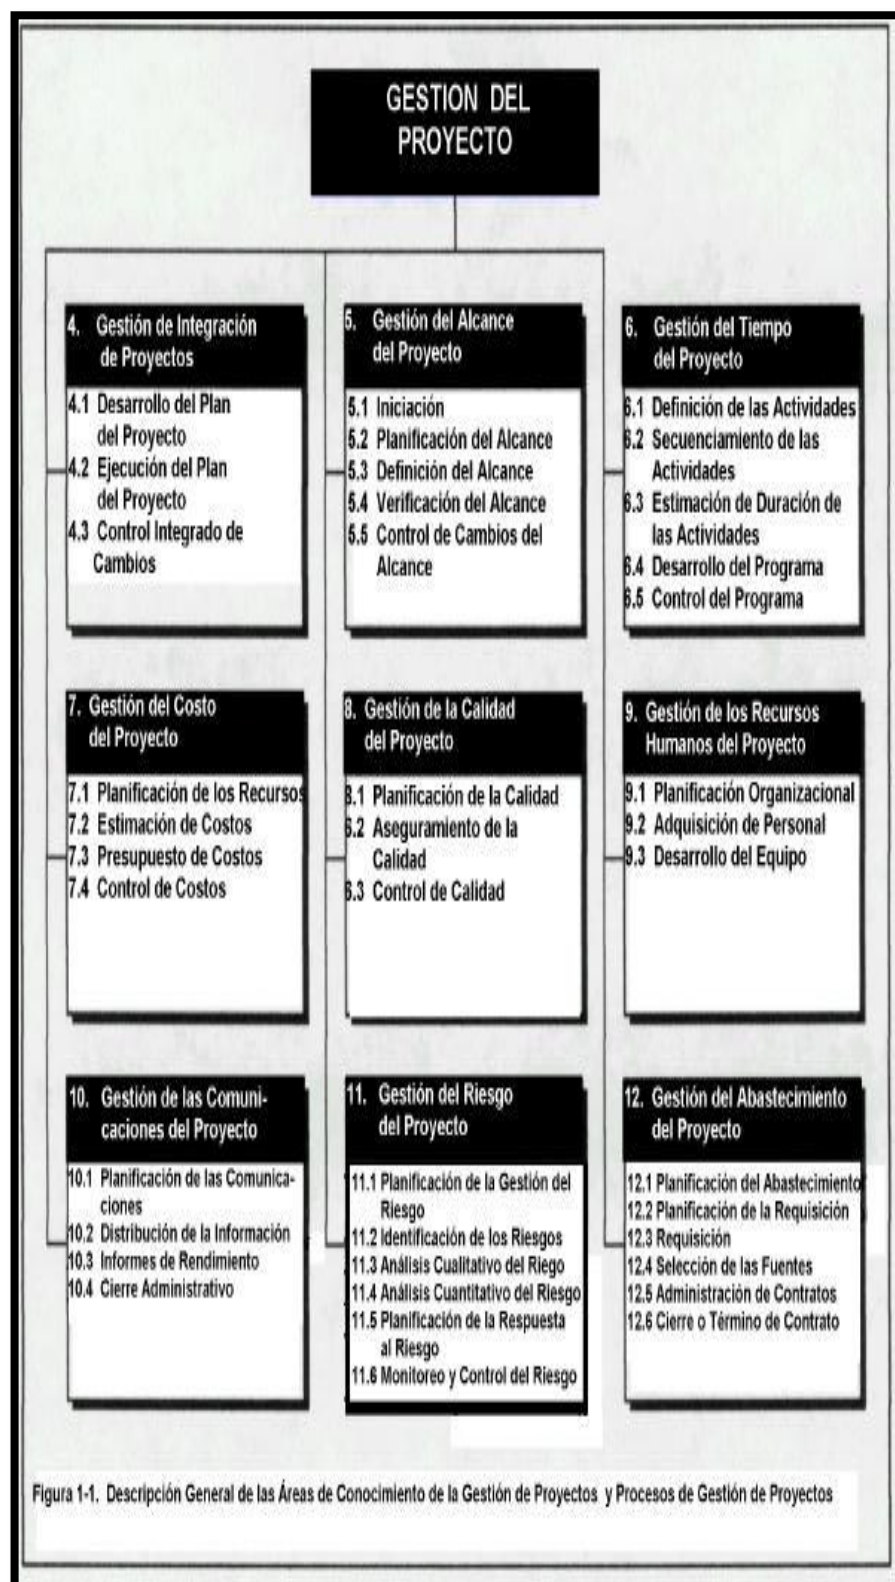 GESTION DEL
PROYECTO
4. Gestión de Integración
de Proyectos
4.1 Desarrollo del Plan
del Proyecto
4.2 Ejecución del Plan
del Proyecto
4.3 Control Integrado de
Cambios
5. Gestión del Alcance
del Proyecto
5.1 Iniciación
5.2 Planificación del Alcance
5.3 Definición del Alcance
5.4 Verificación del Alcance
5.5 Control de Cambios del
Alcance
6. Gestión del Tiempo
del Proyecto
6.1 Definición de las Actividades
6.2 Secuenciamiento de las
Actividades
6.3 Estimación de Duración de
las Actividades
6.4 Desarrollo del Programa
6.5 Control del Programa
7. Gestión del Costo
del Proyecto
7.1 Planificación de los Recursos
7.2 Estimación de Costos
7.3 Presupuesto de Costos
7.4 Control de Costos
8. Gestión de la Calidad
del Proyecto
8.1 Planificación de la Calidad
6.2 Aseguramiento de la
Calidad
6.3 Control de Calidad
9. Gestión de los Recursos
Humanos del Proyecto
9.1 Planificación Organizacional
9.2 Adquisición de Personal
9.3 Desarrollo del Equipo
10. Gestión de las Comuni-
caciones del Proyecto
10.1 Planificación de las Comunica-
ciones
10.2 Distribución de la Información
10.3 Informes de Rendimiento
10.4 Cierre Administrativo
11. Gestión del Riesgo
del Proyecto
11.1 Planificación de la Gestión del
Riesgo
11.2 Identificación de los Riesgos
11.3 Análisis Cualitativo del Riego
11.4 Análisis Cuantitativo del Riesgo
11.5 Planificación de la Respuesta
al Riesgo
11.6 Monitoreo y Control del Riesgo
12. Gestión del Abastecimiento
del Proyecto
12.1 Planificación del Abastecimiento
12.2 Planificación de la Requisición
12.3 Requisición
12.4 Selección de las Fuentes
12.5 Administración de Contratos
12.6 Cierre o Término de Contrato
Figura 1-1. Descripción General de las Áreas de Conocimiento de la Gestión de Proyectos y Procesos de Gestión de Proyectos